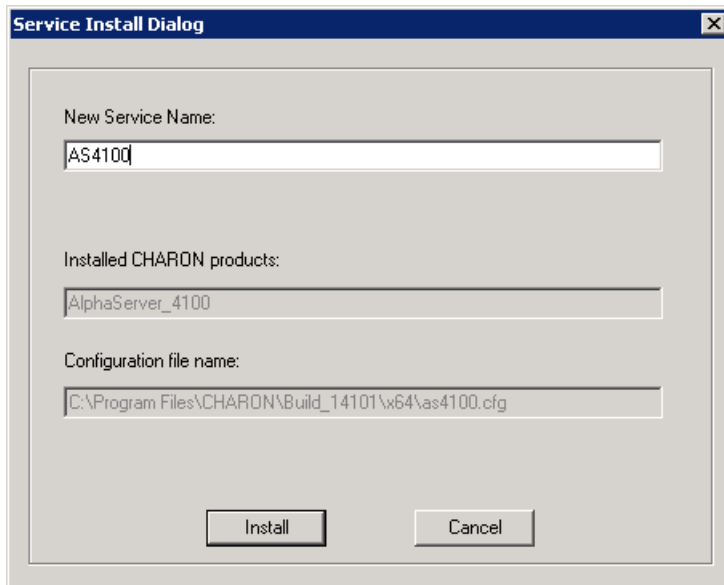 Service Install Dialog
New Service Name:
AS4100
Installed CHARON products:
AlphaServer_4100
Configuration file name:
C:\Program Files\CHARON\Build_14101\x64\as4100.cfg
Install Cancel